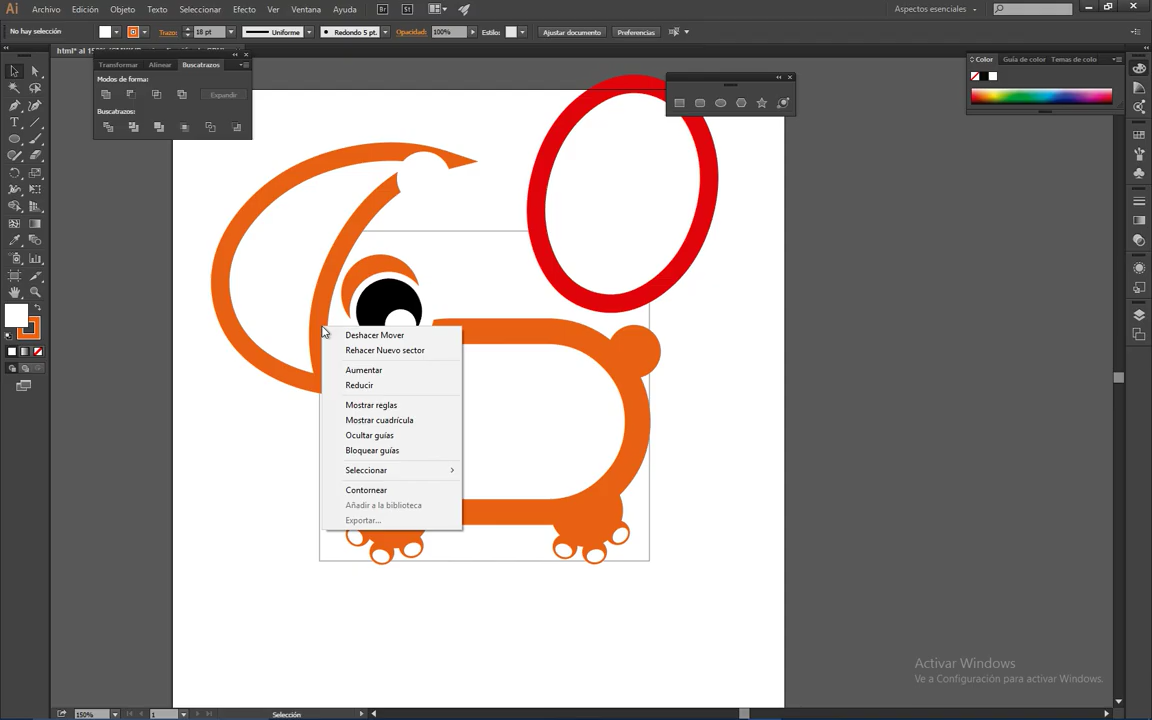 Ai Archivo Edición Objeto Texto Seleccionar Efecto Ver Ventana Ayuda Br St Aspectos esenciales
No hay selección Trazo: 18 pt Uniforme Redondo 5 pt. Opacidad: 100% Estilo: Ajustar documento Preferencias
Transformar Alinear Buscatrazos
Modos de forma:
Expandir
Buscatrazos:
Color Guía de color Temas de colo
Deshacer Mover
Rehacer Nuevo sector
Aumentar
Reducir
Mostrar reglas
Mostrar cuadrícula
Ocultar guías
Bloquear guías
Seleccionar
Contornear
Añadir a la biblioteca
Exportar...
Activar Windows
Ve a Configuración para activar Windows.
150% 1 Selección